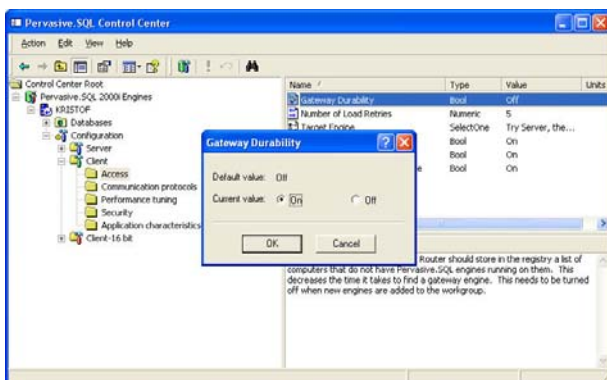 Pervasive.SQL Control Center
Action Edit View Help
Control Center Root
Pervasive.SQL 2000i Engines
KRISTOF
Databases
Configuration
Server
Client
Access
Communication protocols
Performance tuning
Security
Application characteristics
Client-16 bit
Name Type Value Units
Gateway Durability Bool Off
Number of Load Retries Numeric 5
Target Engine SelectOne Try Server, the...
Bool On
Bool On
e Bool On
Gateway Durability
Default value: Off
Current value: On Off
OK Cancel
Router should store in the registry a list of
computers that do not have Pervasive.SQL engines running on them. This
decreases the time it takes to find a gateway engine. This needs to be turned
off when new engines are added to the workgroup.